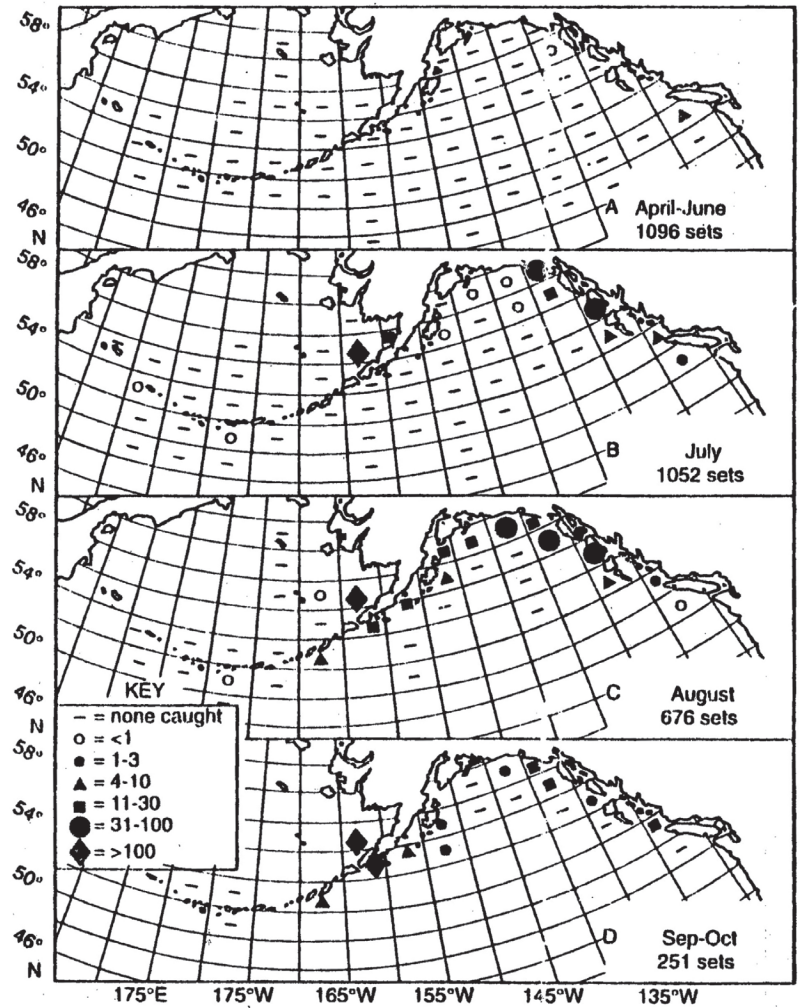 58°
54°
50°
46°
N
A April-June
1096 sets
58°
54°
50°
46°
N
B July
1052 sets
58°
54°
50°
46°
N
C August
676 sets
KEY
– = none caught
○ = <1
● = 1-3
▲ = 4-10
■ = 11-30
● = 31-100
◆ = >100
58°
54°
50°
46°
N
D Sep-Oct
251 sets
175°E 175°W 165°W 155°W 145°W 135°W